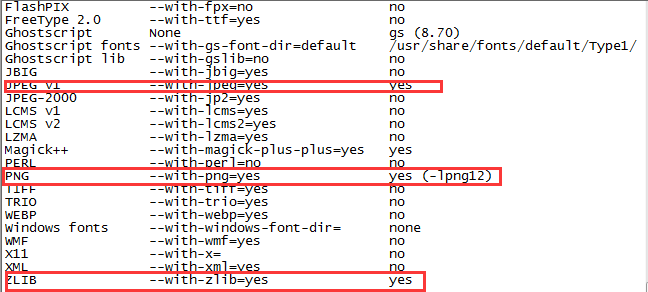 FlashPIX --with-fpx=no no
FreeType 2.0 --with-ttf=yes no
Ghostscript None gs (8.70)
Ghostscript fonts --with-gs-font-dir=default /usr/share/fonts/default/Type1/
Ghostscript lib --with-gslib=no no
JBIG --with-jbig=yes no
JPEG v1 --with-jpeg=yes yes
JPEG-2000 --with-jp2=yes no
LCMS v1 --with-lcms=yes no
LCMS v2 --with-lcms2=yes no
LZMA --with-lzma=yes no
Magick++ --with-magick-plus-plus=yes yes
PERL --with-perl=no no
PNG --with-png=yes yes (-lpng12)
TIFF --with-tiff=yes no
TRIO --with-trio=yes no
WEBP --with-webp=yes no
Windows fonts --with-windows-font-dir= none
WMF --with-wmf=yes no
X11 --with-x= no
XML --with-xml=yes no
ZLIB --with-zlib=yes yes